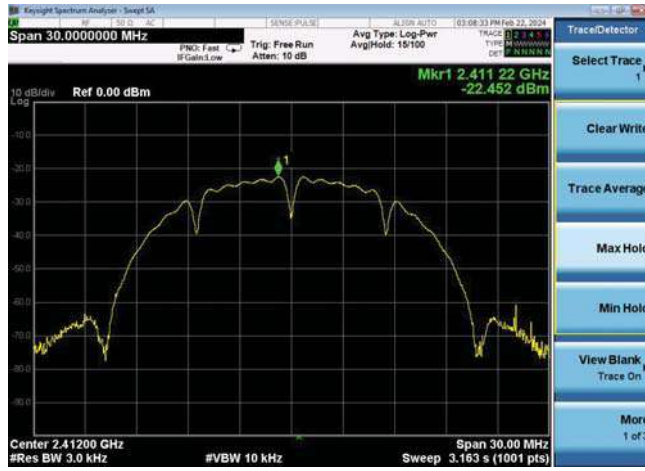 Keysight Spectrum Analyser - Swept SA
RF 50 Ω AC SENSE:PULSE ALIGN AUTO 03:08:33 PM Feb 22, 2024
Span 30.0000000 MHz
PNO: Fast
IFGain:Low
Trig: Free Run
Atten: 10 dB
Avg Type: Log-Pwr
Avg|Hold: 15/100
TRACE 1 2 3 4 5 6
TYPE M W W W W W
DET P N N N N N
Mkr1 2.411 22 GHz
-22.452 dBm
10 dB/div Ref 0.00 dBm
Log
1
-10.0
-20.0
-30.0
-40.0
-50.0
-60.0
-70.0
-80.0
-90.0
Center 2.41200 GHz
Span 30.00 MHz
#Res BW 3.0 kHz
#VBW 10 kHz
Sweep 3.163 s (1001 pts)
Trace/Detector
Select Trace
1
Clear Write
Trace Average
Max Hold
Min Hold
View Blank
Trace On
More
1 of